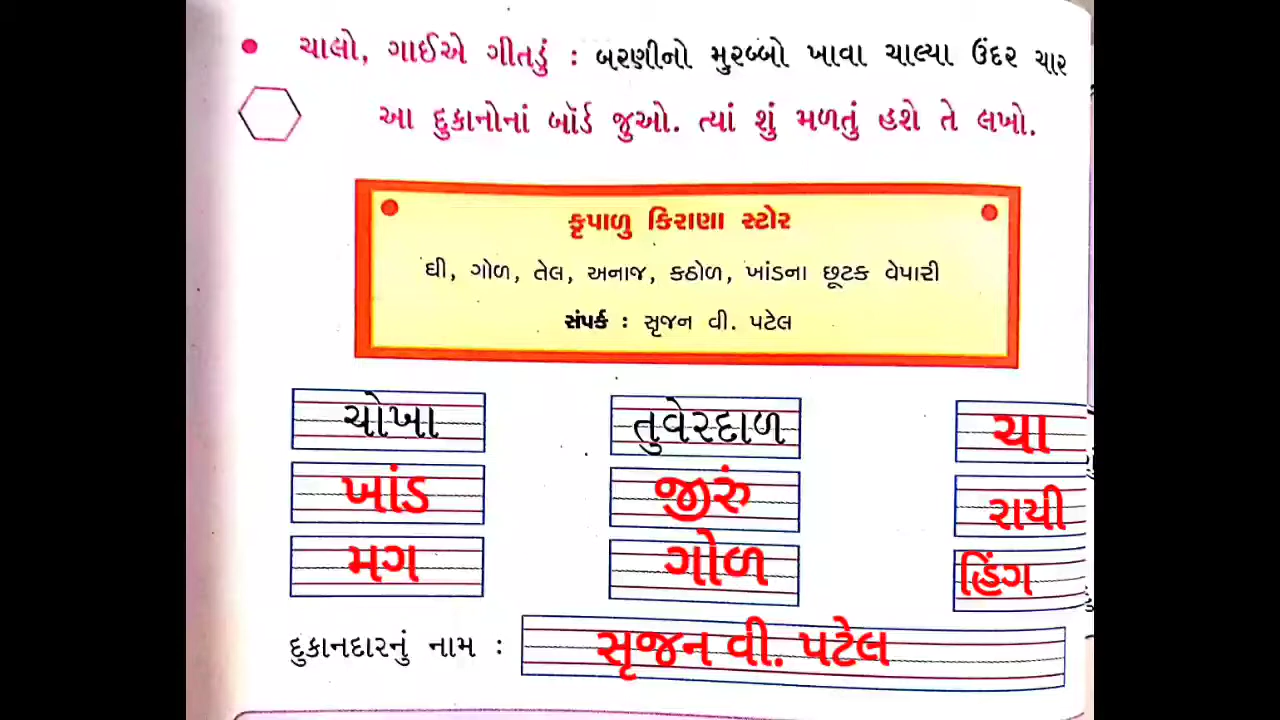 ચાલો, ગાઈએ ગીતડું : બરણીનો મુરબ્બો ખાવા ચાલ્યા ઉંદર ચાર
આ દુકાનોનાં બૉર્ડ જુઓ. ત્યાં શું મળતું હશે તે લખો.
કૃપાળુ કિરાણા સ્ટોર
ઘી, ગોળ, તેલ, અનાજ, કઠોળ, ખાંડના છૂટક વેપારી
સંપર્ક : સૃજન વી. પટેલ
ચોખા તુવેરદાળ ચા
ખાંડ જીરું રાયી
મગ ગોળ હિંગ
દુકાનદારનું નામ : સૃજન વી. પટેલ